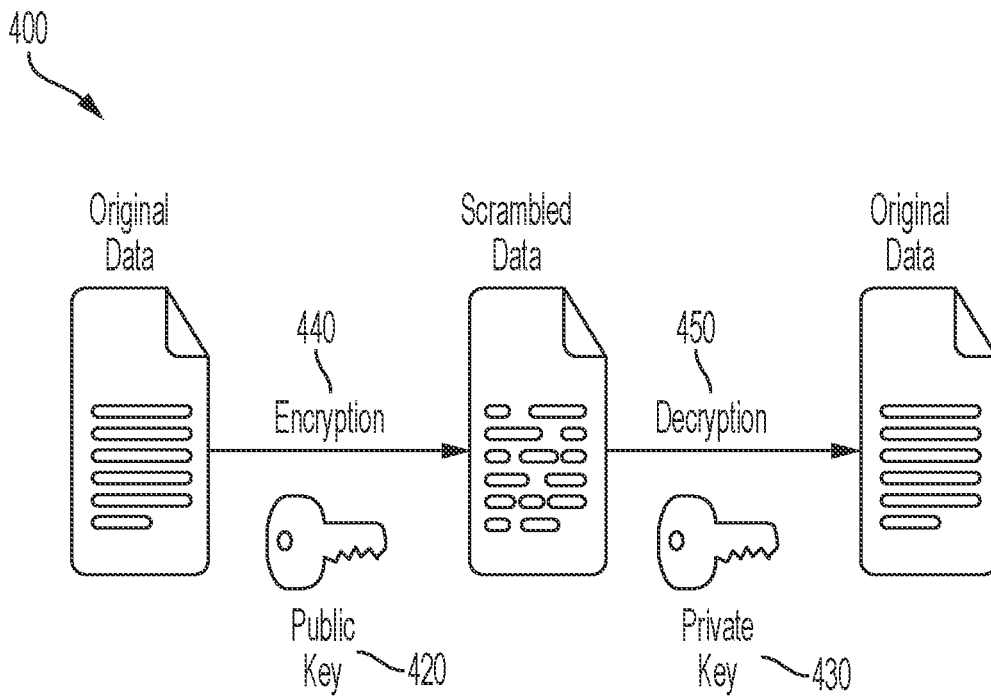 400
Original
Data
Scrambled
Data
Original
Data
440
Encryption
450
Decryption
Public
Key
420
Private
Key
430